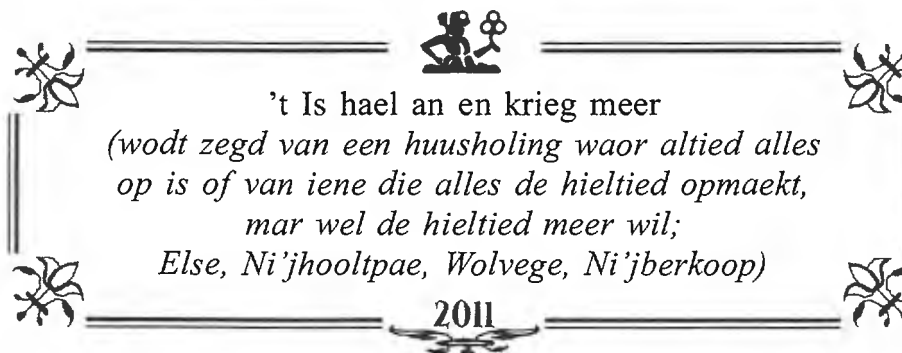 ’t Is hael an en krieg meer
(wodt zegd van een huusholing waor altied alles
op is of van iene die alles de hieltied opmaekt,
mar wel de hieltied meer wil;
Else, Ni’jhooltpae, Wolvege, Ni’jberkoop)
2011